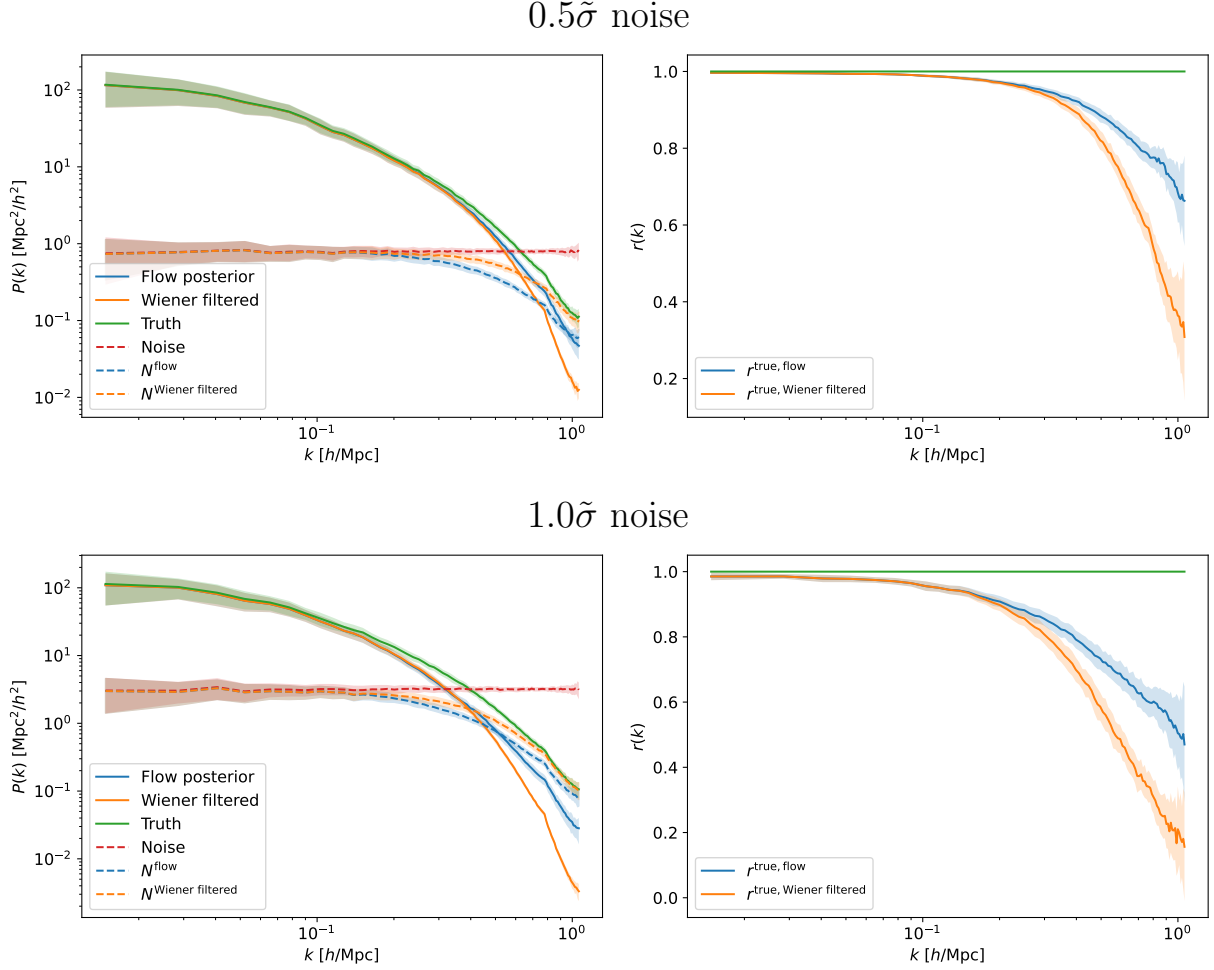 0.5σ̃ noise
10²
10¹
10⁰
10⁻¹
10⁻²
P(k) [Mpc²/h²]
Flow posterior
Wiener filtered
Truth
Noise
N^flow
N^Wiener filtered
10⁻¹
10⁰
k [h/Mpc]
1.0
0.8
0.6
0.4
0.2
r(k)
r^true, flow
r^true, Wiener filtered
10⁻¹
10⁰
k [h/Mpc]
1.0σ̃ noise
10²
10¹
10⁰
10⁻¹
10⁻²
P(k) [Mpc²/h²]
Flow posterior
Wiener filtered
Truth
Noise
N^flow
N^Wiener filtered
10⁻¹
10⁰
k [h/Mpc]
1.0
0.8
0.6
0.4
0.2
0.0
r(k)
r^true, flow
r^true, Wiener filtered
10⁻¹
10⁰
k [h/Mpc]